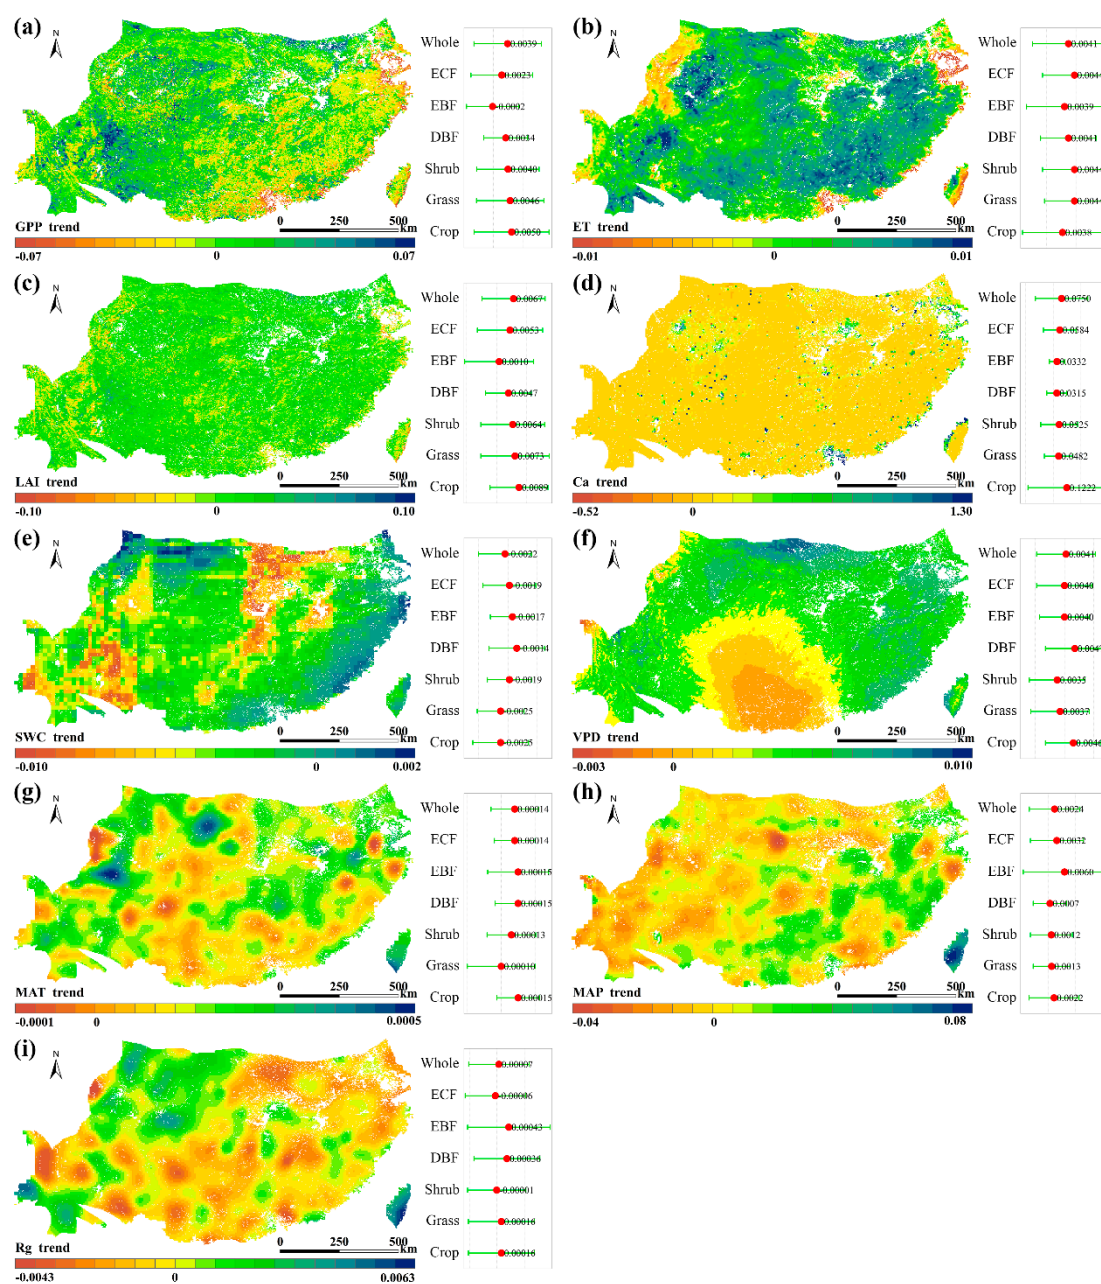 (a)
N
GPP trend
0 250 500
km
-0.07 0 0.07
Whole 0.0039
ECF 0.0023
EBF -0.0002
DBF 0.0034
Shrub 0.0040
Grass 0.0046
Crop 0.0050
(b)
N
ET trend
0 250 500
km
-0.01 0 0.01
Whole 0.0041
ECF 0.0044
EBF 0.0039
DBF 0.0041
Shrub 0.0044
Grass 0.0044
Crop 0.0038
(c)
N
LAI trend
0 250 500
km
-0.10 0 0.10
Whole 0.0067
ECF 0.0053
EBF 0.0010
DBF 0.0047
Shrub 0.0064
Grass 0.0073
Crop 0.0089
(d)
N
Ca trend
0 250 500
km
-0.52 0 1.30
Whole 0.0750
ECF 0.0584
EBF 0.0332
DBF 0.0315
Shrub 0.0525
Grass 0.0482
Crop 0.1222
(e)
N
SWC trend
0 250 500
km
-0.010 0 0.002
Whole -0.0022
ECF -0.0019
EBF -0.0017
DBF -0.0014
Shrub -0.0019
Grass -0.0025
Crop -0.0025
(f)
N
VPD trend
0 250 500
km
-0.003 0 0.010
Whole 0.0041
ECF 0.0040
EBF 0.0040
DBF 0.0047
Shrub 0.0035
Grass 0.0037
Crop 0.0046
(g)
N
MAT trend
0 250 500
km
-0.0001 0 0.0005
Whole 0.00014
ECF 0.00014
EBF 0.00015
DBF 0.00015
Shrub 0.00013
Grass 0.00010
Crop 0.00015
(h)
N
MAP trend
0 250 500
km
-0.04 0 0.08
Whole 0.0024
ECF 0.0032
EBF 0.0060
DBF 0.0007
Shrub 0.0012
Grass 0.0013
Crop 0.0022
(i)
N
Rg trend
0 250 500
km
-0.0043 0 0.0063
Whole 0.00007
ECF -0.00006
EBF 0.00043
DBF 0.00036
Shrub -0.00001
Grass 0.00016
Crop 0.00016